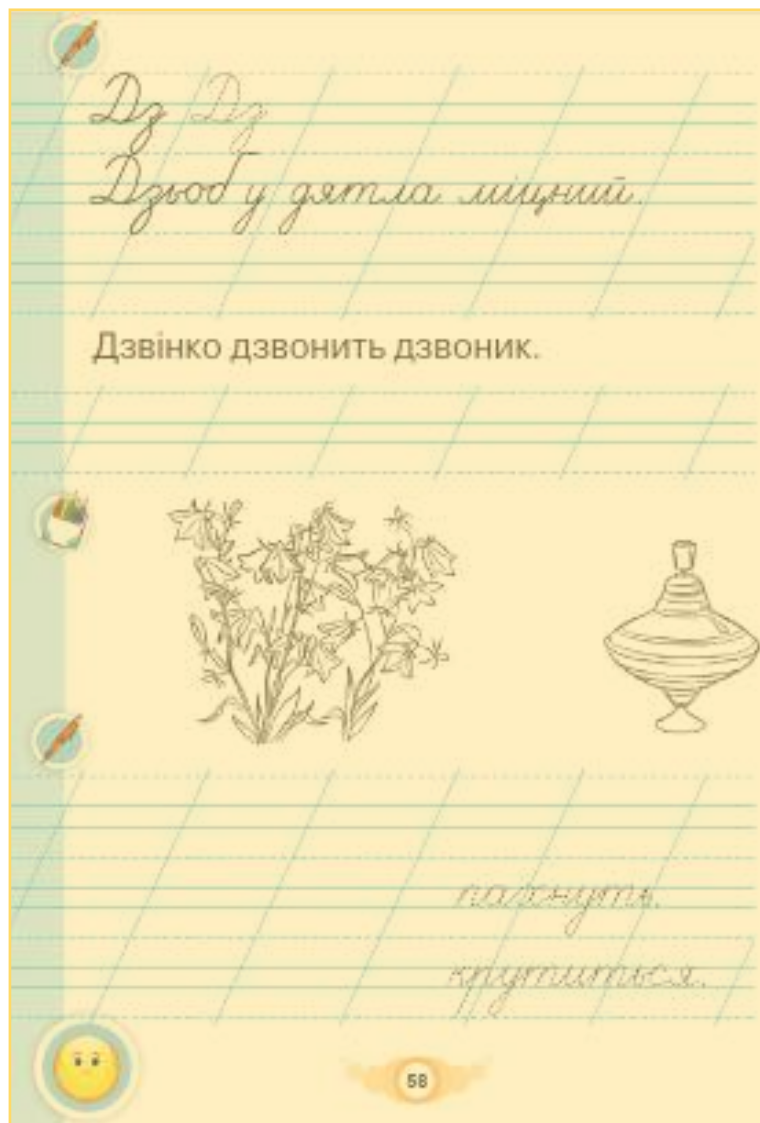 Дз Дз
Дзьоб у дятла міцний.
Дзвінко дзвонить дзвоник.
пахнуть.
крутиться.
58